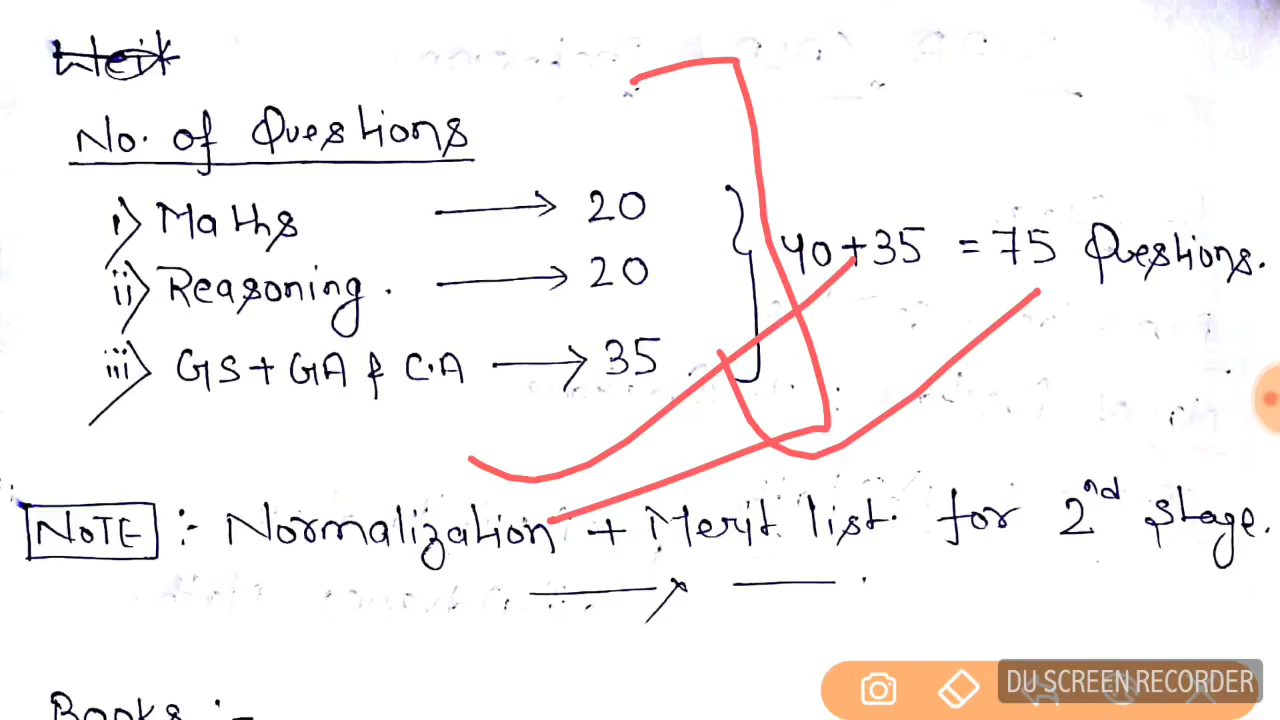 No. of Questions
i) Maths → 20
ii) Reasoning. → 20
iii) GS + GA & C.A → 35
} 40+35 = 75 Questions.
NOTE :- Normalization + Merit list. for 2nd stage.
Books :-
DU SCREEN RECORDER